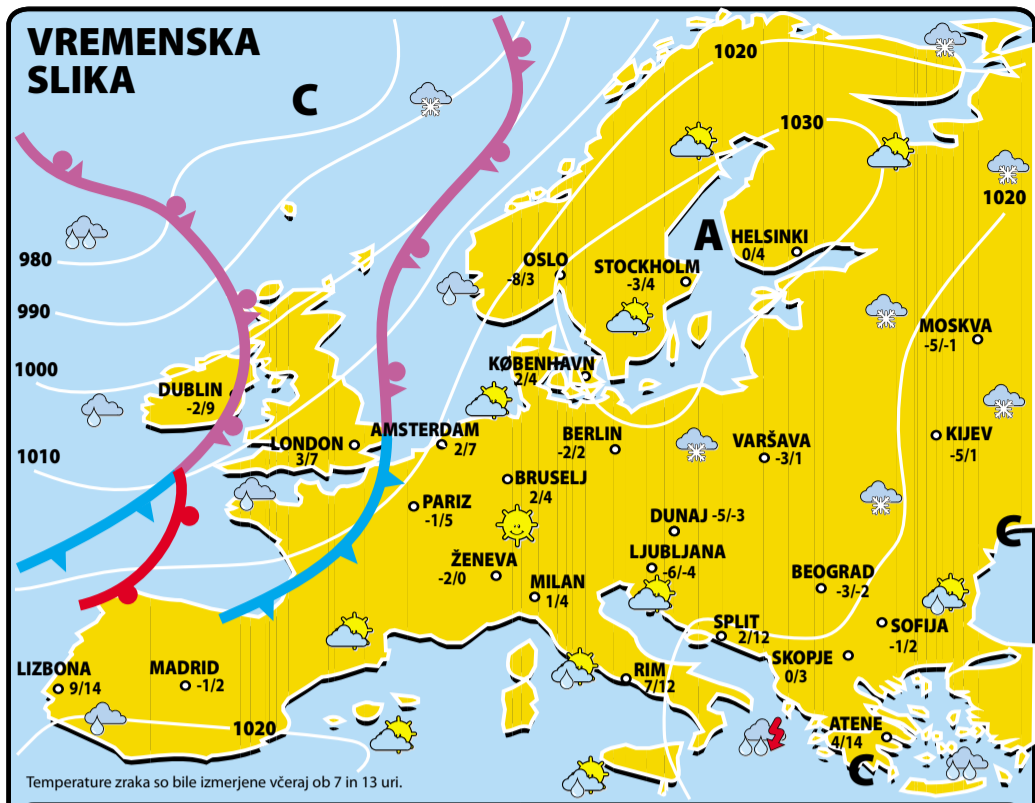 VREMENSKA
SLIKA
C
1020
1030
1020
980
A
HELSINKI
0/4
OSLO
-8/3
STOCKHOLM
-3/4
990
MOSKVA
-5/-1
1000
KØBENHAVN
2/4
DUBLIN
-2/9
AMSTERDAM
2/7
BERLIN
-2/2
VARŠAVA
-3/1
KIJEV
-5/1
LONDON
3/7
1010
BRUSELJ
2/4
PARIZ
-1/5
DUNAJ -5/-3
C
ŽENEVA
-2/0
LJUBLJANA
-6/-4
MILAN
1/4
BEOGRAD
-3/-2
SPLIT
2/12
SOFIJA
-1/2
SKOPJE
0/3
LIZBONA
9/14
MADRID
-1/2
RIM
7/12
1020
ATENE
4/14
C
Temperature zraka so bile izmerjene včeraj ob 7 in 13 uri.